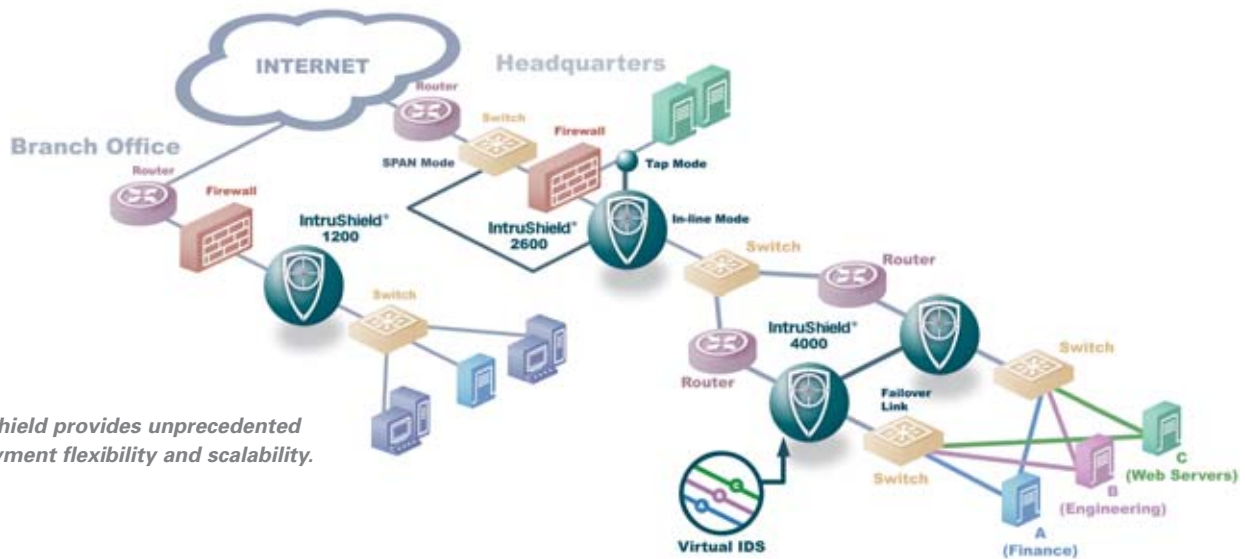 INTERNET
Headquarters
Router
Switch
Firewall
SPAN Mode
Tap Mode
Branch Office
Router
Firewall
IntruShield®
1200
IntruShield®
2600
In-line Mode
Switch
Router
Switch
IntruShield®
4000
Router
Switch
Failover
Link
Switch
C
(Web Servers)
B
(Engineering)
A
(Finance)
Virtual IDS
C
B
A
shield provides unprecedented
ment flexibility and scalability.